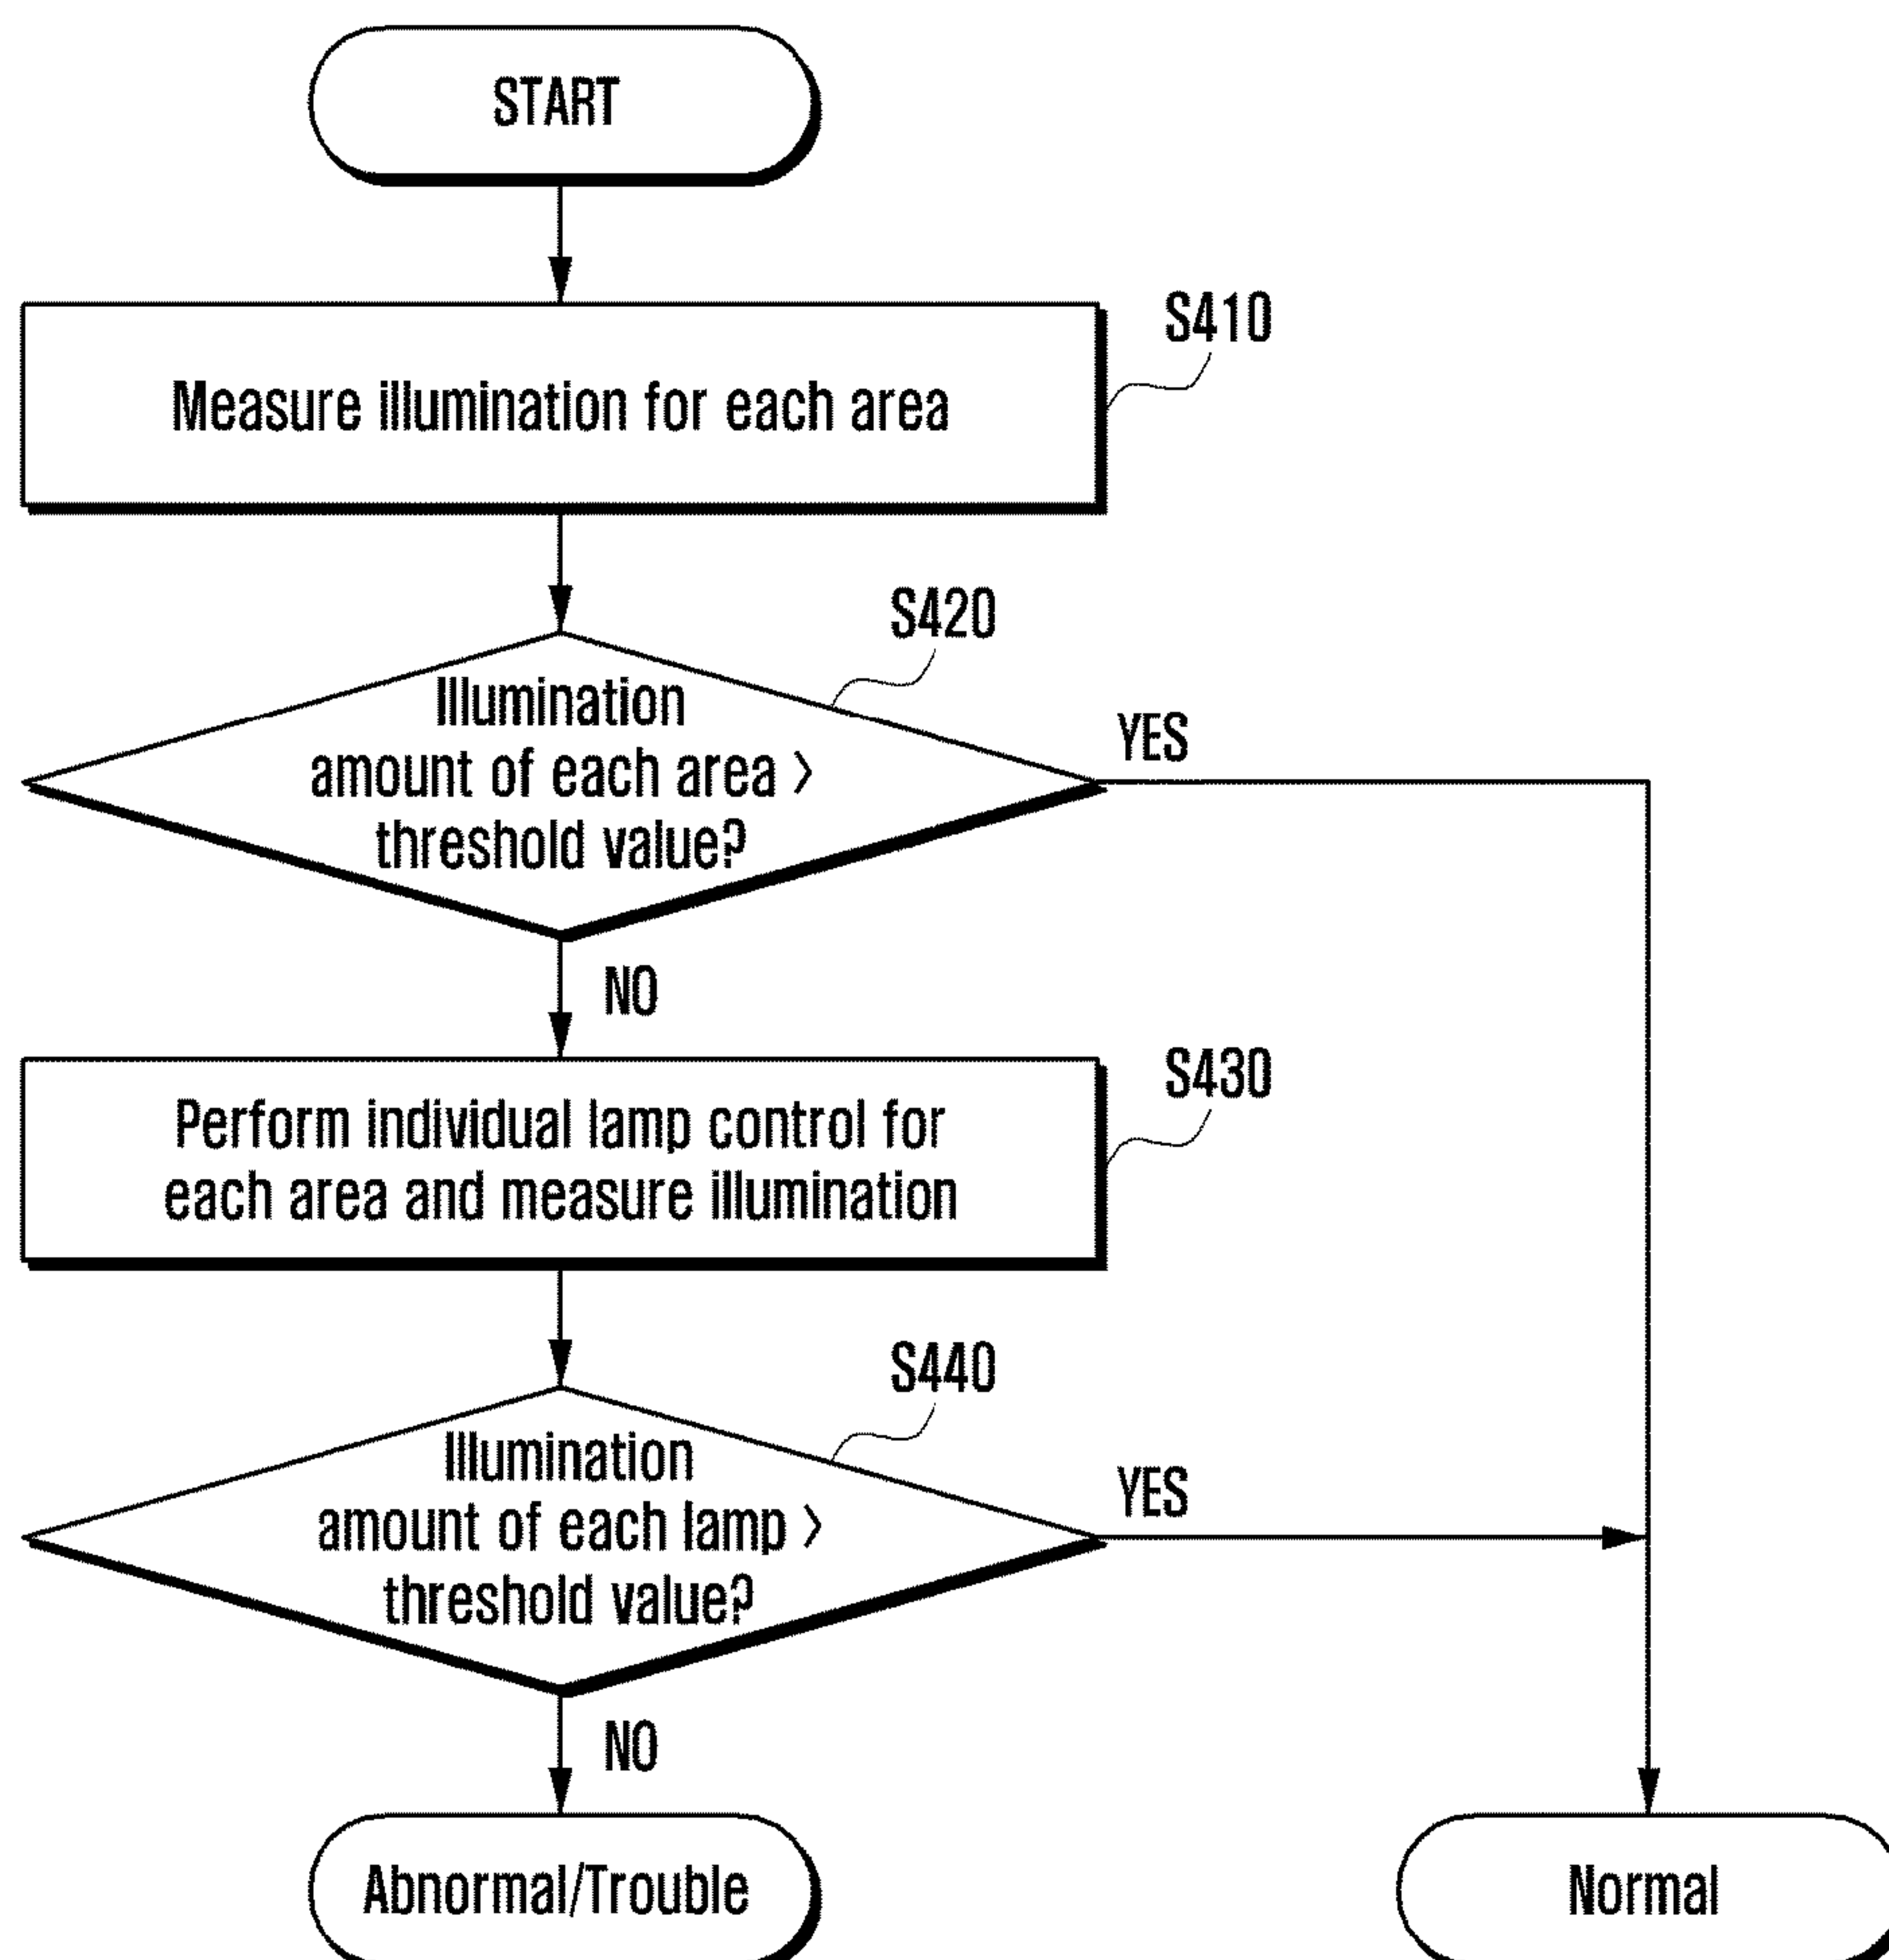 START
S410
Measure illumination for each area
S420
Illumination
amount of each area >
threshold value?
YES
NO
S430
Perform individual lamp control for
each area and measure illumination
S440
Illumination
amount of each lamp >
threshold value?
YES
NO
Abnormal/Trouble
Normal